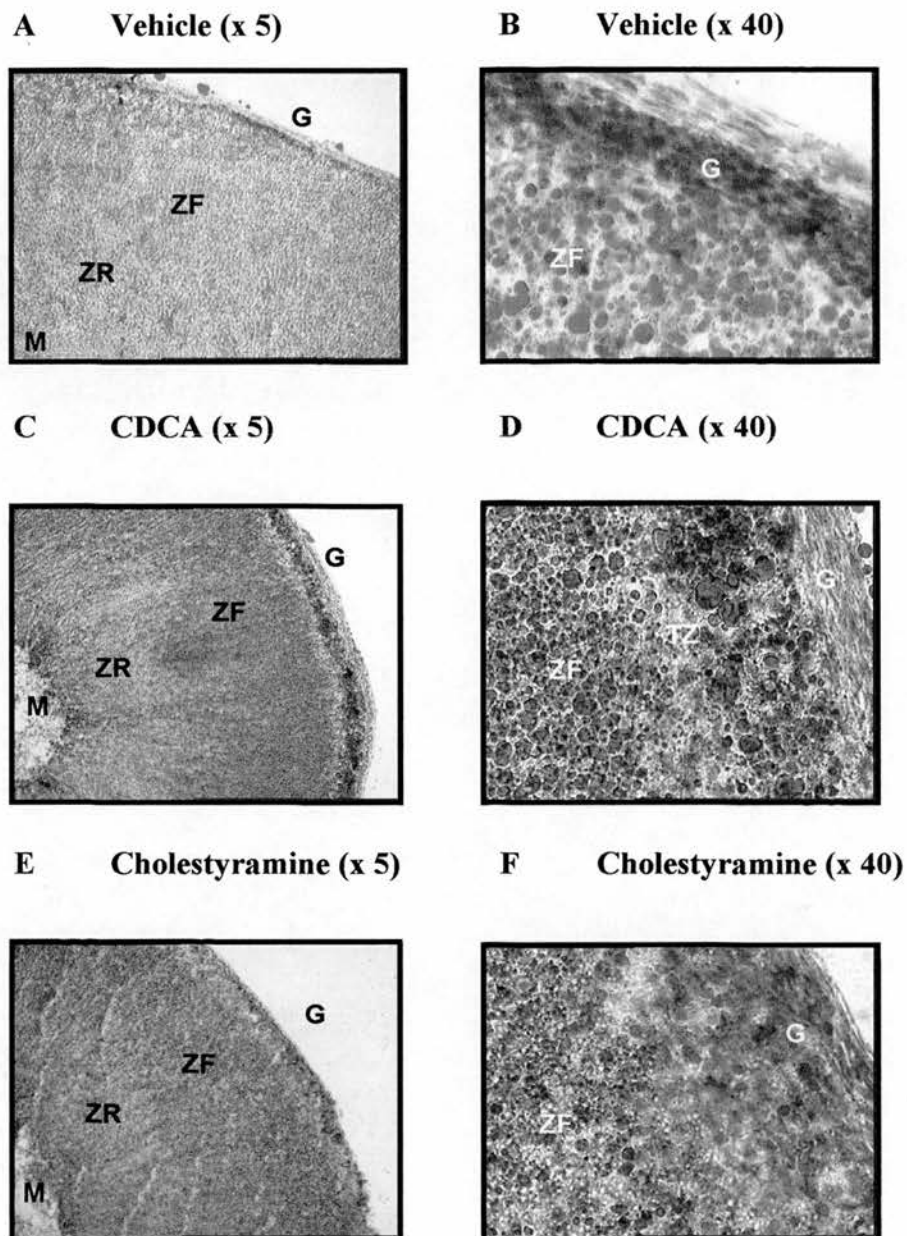 A Vehicle (x 5)
B Vehicle (x 40)
G
ZF
ZR
M
G
ZF
C CDCA (x 5)
D CDCA (x 40)
G
ZF
ZR
M
G
TZ
ZF
E Cholestyramine (x 5)
F Cholestyramine (x 40)
G
ZF
ZR
M
G
ZF